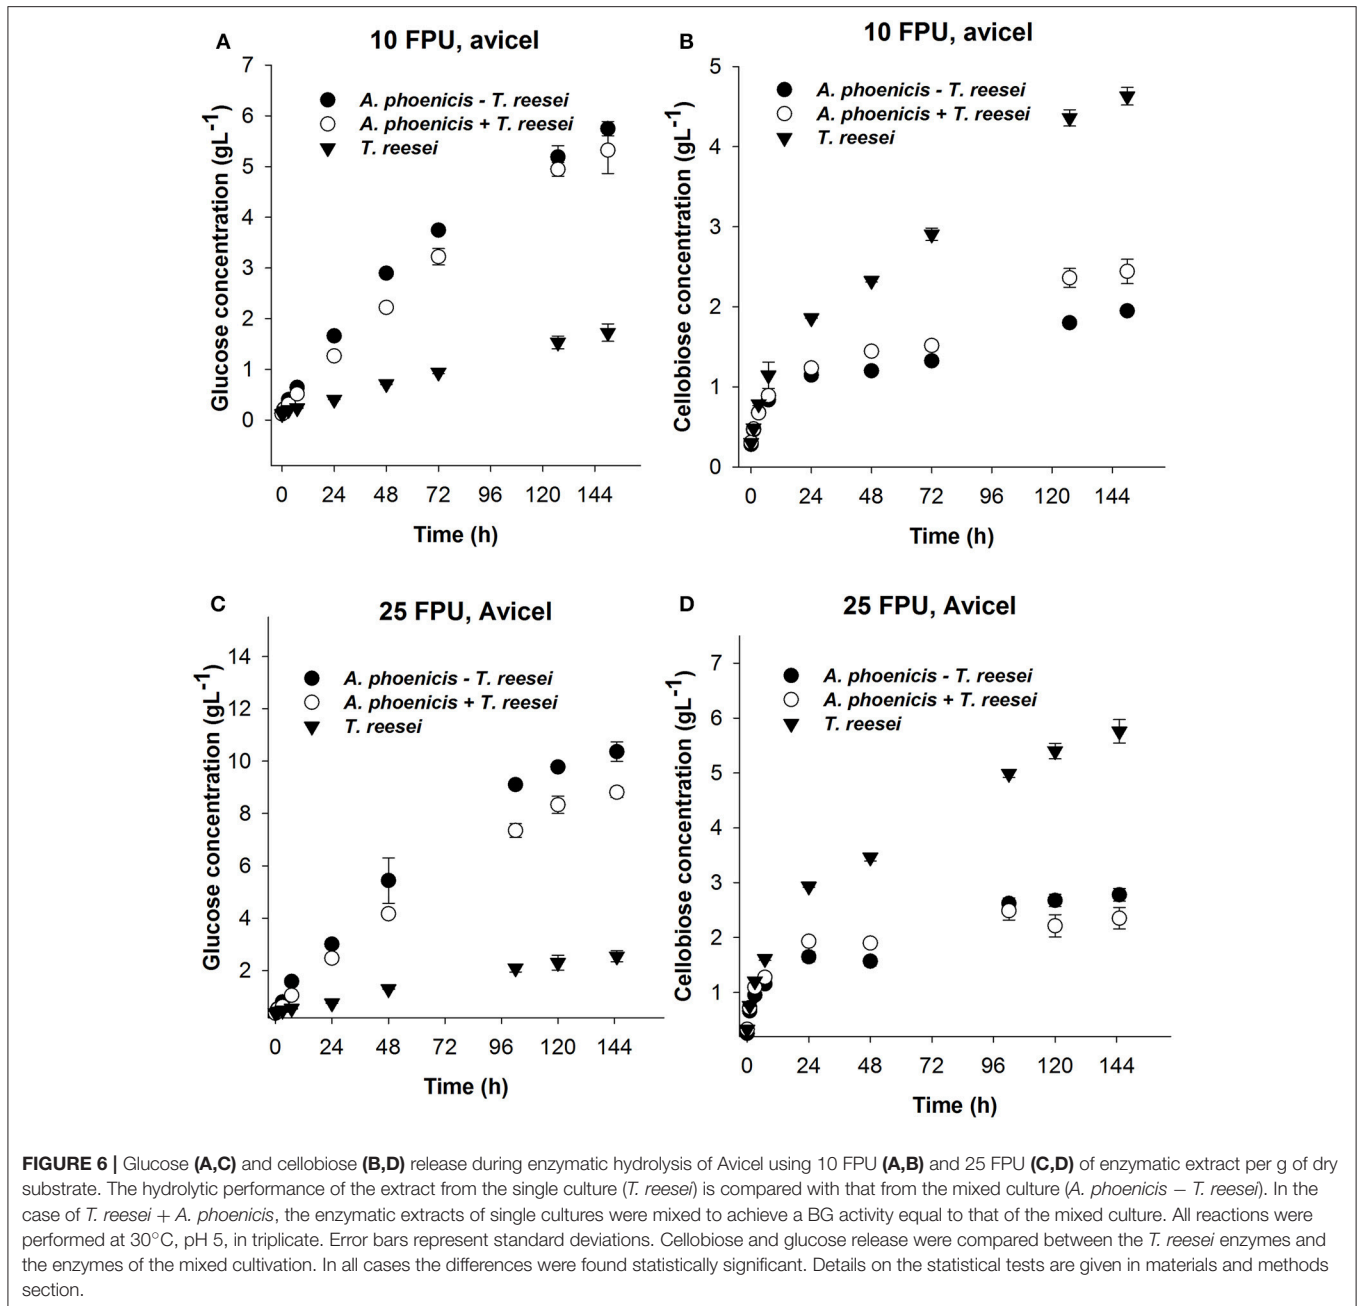 A
10 FPU, avicel
Glucose concentration (gL-1)
7
6
5
4
3
2
1
0
A. phoenicis - T. reesei
A. phoenicis + T. reesei
T. reesei
0 24 48 72 96 120 144
Time (h)
B
10 FPU, avicel
Cellobiose concentration (gL-1)
5
4
3
2
1
0
A. phoenicis - T. reesei
A. phoenicis + T. reesei
T. reesei
0 24 48 72 96 120 144
Time (h)
C
25 FPU, Avicel
Glucose concentration (gL-1)
14
12
10
8
6
4
2
A. phoenicis - T. reesei
A. phoenicis + T. reesei
T. reesei
0 24 48 72 96 120 144
Time (h)
D
25 FPU, Avicel
Cellobiose concentration (gL-1)
7
6
5
4
3
2
1
A. phoenicis - T. reesei
A. phoenicis + T. reesei
T. reesei
0 24 48 72 96 120 144
Time (h)
FIGURE 6 | Glucose (A,C) and cellobiose (B,D) release during enzymatic hydrolysis of Avicel using 10 FPU (A,B) and 25 FPU (C,D) of enzymatic extract per g of dry
substrate. The hydrolytic performance of the extract from the single culture (T. reesei) is compared with that from the mixed culture (A. phoenicis − T. reesei). In the
case of T. reesei + A. phoenicis, the enzymatic extracts of single cultures were mixed to achieve a BG activity equal to that of the mixed culture. All reactions were
performed at 30°C, pH 5, in triplicate. Error bars represent standard deviations. Cellobiose and glucose release were compared between the T. reesei enzymes and
the enzymes of the mixed cultivation. In all cases the differences were found statistically significant. Details on the statistical tests are given in materials and methods
section.